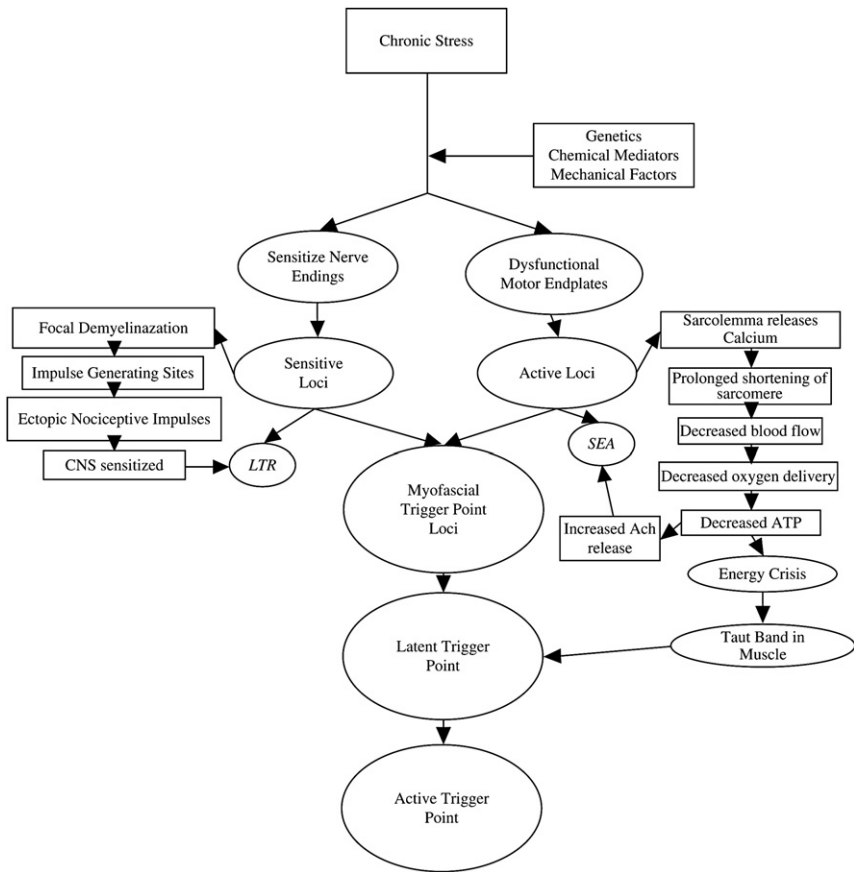 Chronic Stress
Genetics
Chemical Mediators
Mechanical Factors
Sensitize Nerve
Endings
Dysfunctional
Motor Endplates
Focal Demyelinazation
Impulse Generating Sites
Ectopic Nociceptive Impulses
CNS sensitized
Sensitive
Loci
LTR
Active Loci
SEA
Sarcolemma releases
Calcium
Prolonged shortening of
sarcomere
Decreased blood flow
Decreased oxygen delivery
Decreased ATP
Increased Ach
release
Energy Crisis
Taut Band in
Muscle
Myofascial
Trigger Point
Loci
Latent Trigger
Point
Active Trigger
Point